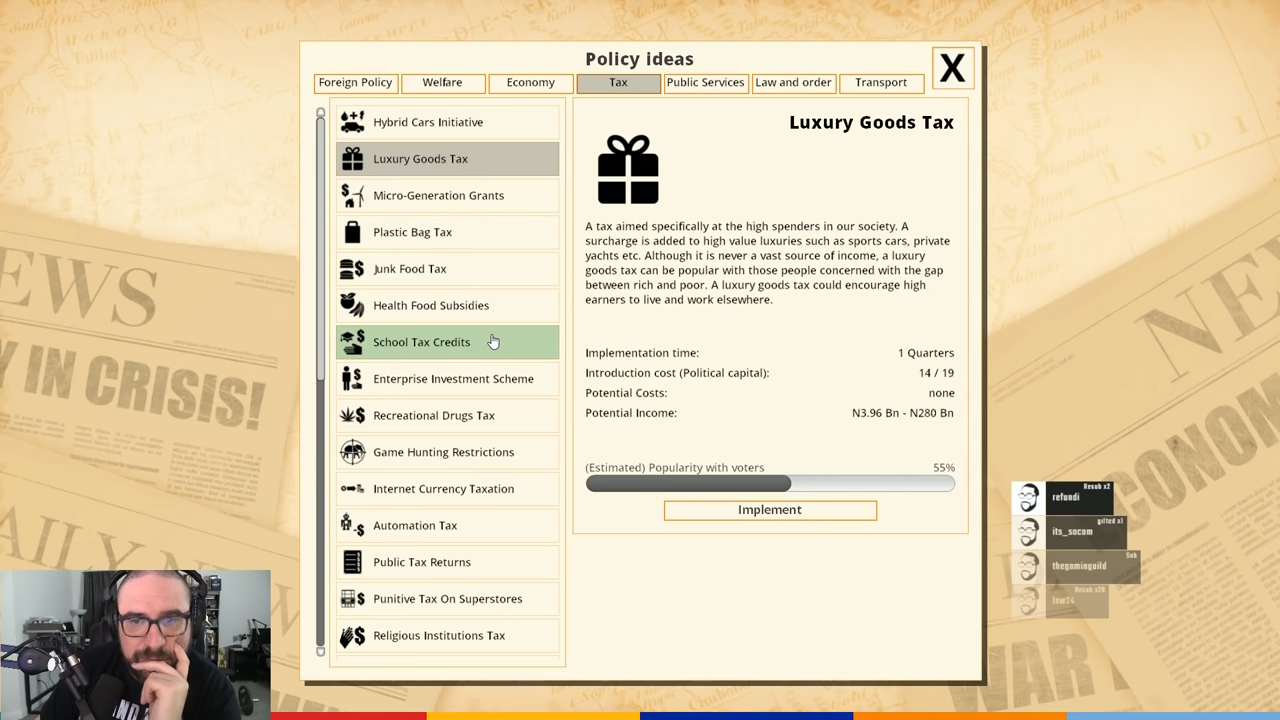 Policy ideas
X
Foreign Policy
Welfare
Economy
Tax
Public Services
Law and order
Transport
Hybrid Cars Initiative
Luxury Goods Tax
Micro-Generation Grants
Plastic Bag Tax
Junk Food Tax
Health Food Subsidies
School Tax Credits
Enterprise Investment Scheme
Recreational Drugs Tax
Game Hunting Restrictions
Internet Currency Taxation
Automation Tax
Public Tax Returns
Punitive Tax On Superstores
Religious Institutions Tax
Luxury Goods Tax
A tax aimed specifically at the high spenders in our society. A
surcharge is added to high value luxuries such as sports cars, private
yachts etc. Although it is never a vast source of income, a luxury
goods tax can be popular with those people concerned with the gap
between rich and poor. A luxury goods tax could encourage high
earners to live and work elsewhere.
Implementation time: 1 Quarters
Introduction cost (Political capital): 14 / 19
Potential Costs: none
Potential Income: N3.96 Bn - N280 Bn
(Estimated) Popularity with voters 55%
Implement
Resub x2
refundi
gifted x1
its_socom
Sub
thegamingguild
NEWS
IN CRISIS!
DAILY
WAR